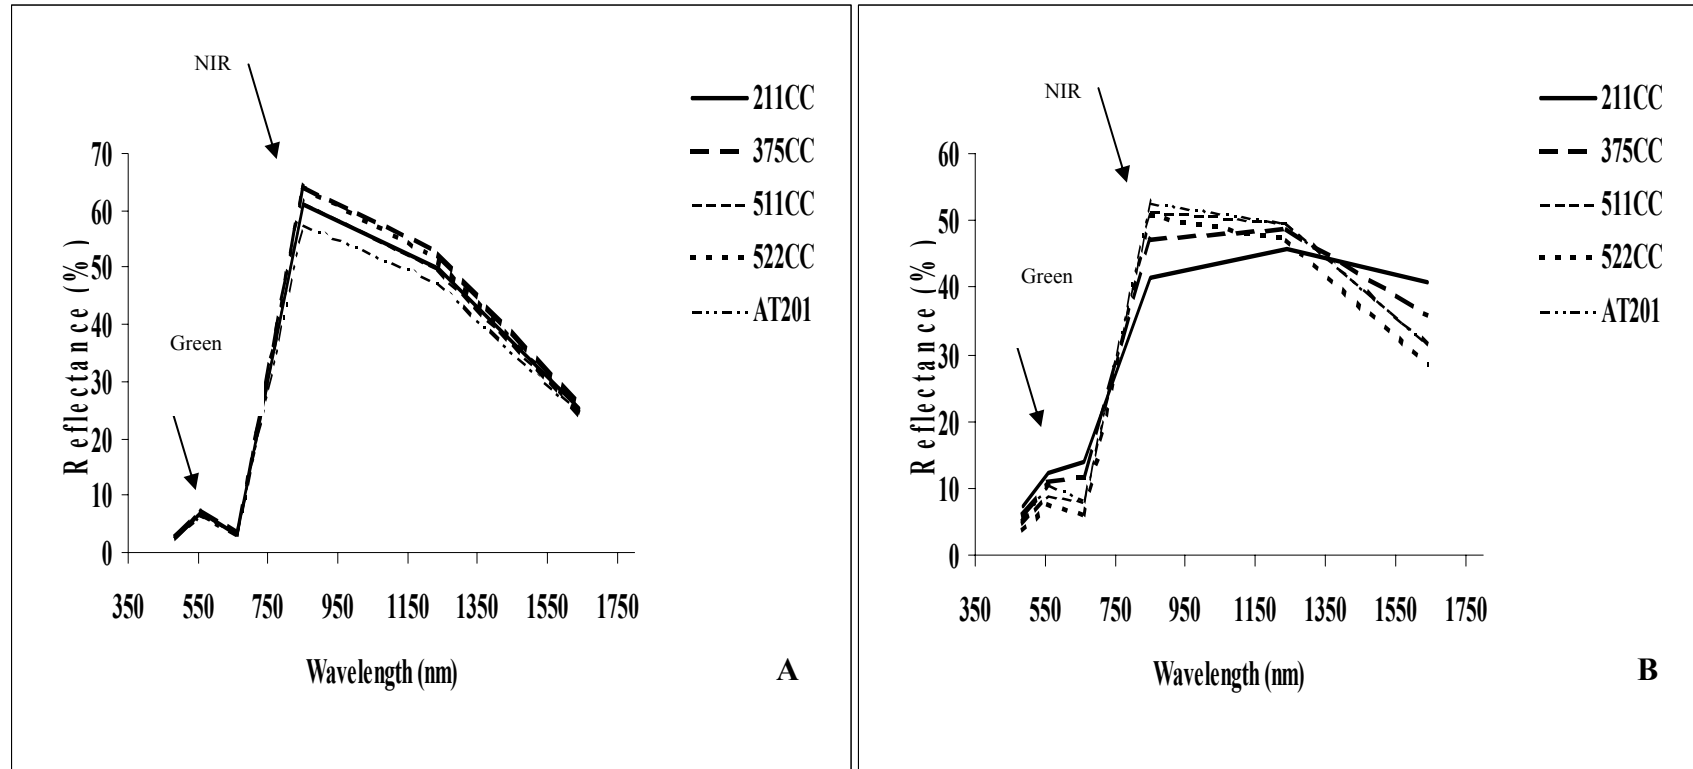 NIR
211CC
375CC
511CC
522CC
AT201
70
60
50
40
30
20
10
0
Reflectance (%)
Green
350 550 750 950 1150 1350 1550 1750
Wavelength (nm)
A
NIR
211CC
375CC
511CC
522CC
AT201
60
50
40
30
20
10
0
Reflectance (%)
Green
350 550 750 950 1150 1350 1550 1750
Wavelength (nm)
B